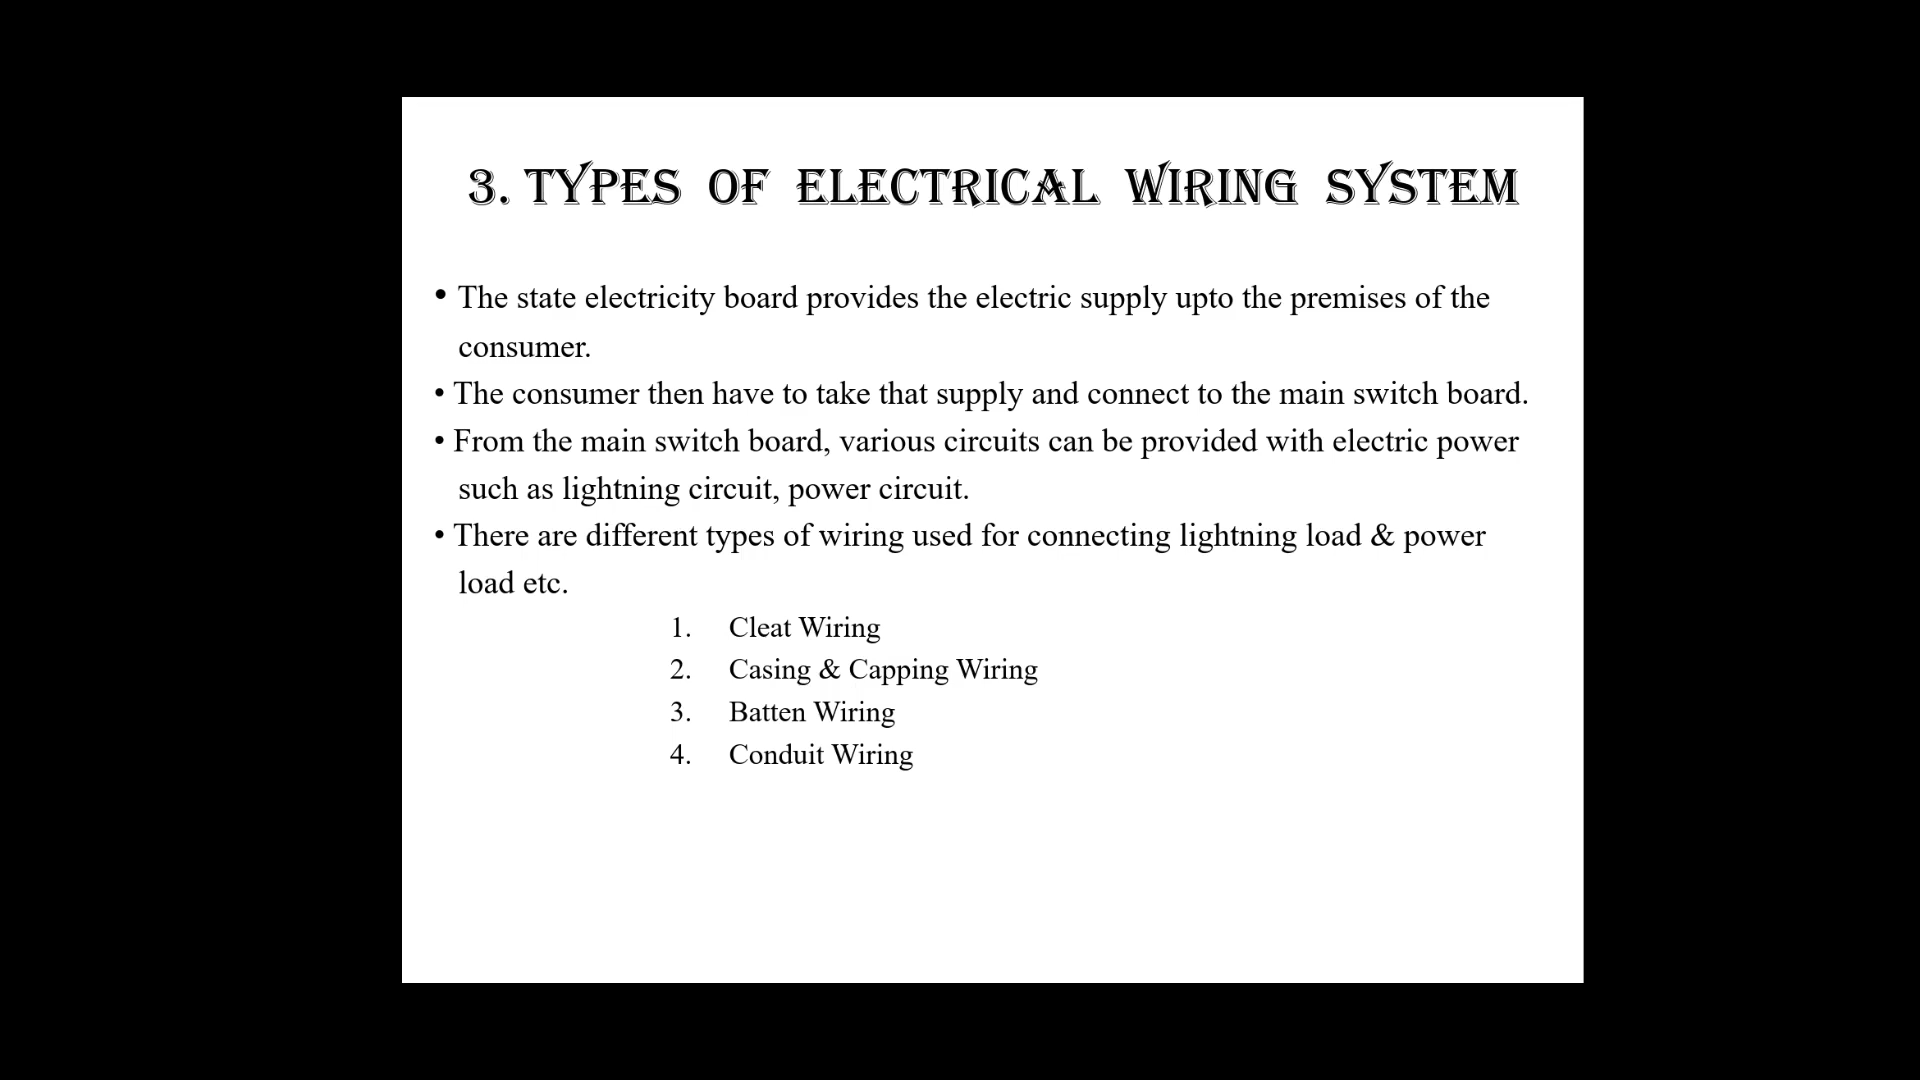 3. TYPES OF ELECTRICAL WIRING SYSTEM
• The state electricity board provides the electric supply upto the premises of the
consumer.
• The consumer then have to take that supply and connect to the main switch board.
• From the main switch board, various circuits can be provided with electric power
such as lightning circuit, power circuit.
• There are different types of wiring used for connecting lightning load & power
load etc.
1. Cleat Wiring
2. Casing & Capping Wiring
3. Batten Wiring
4. Conduit Wiring